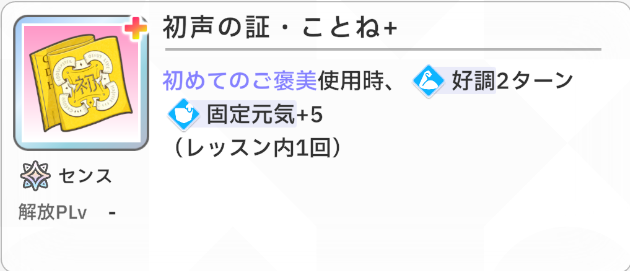 初声の証・ことね+
初めてのご褒美使用時、 好調2ターン
固定元気+5
（レッスン内1回）
センス
解放PLv -
初